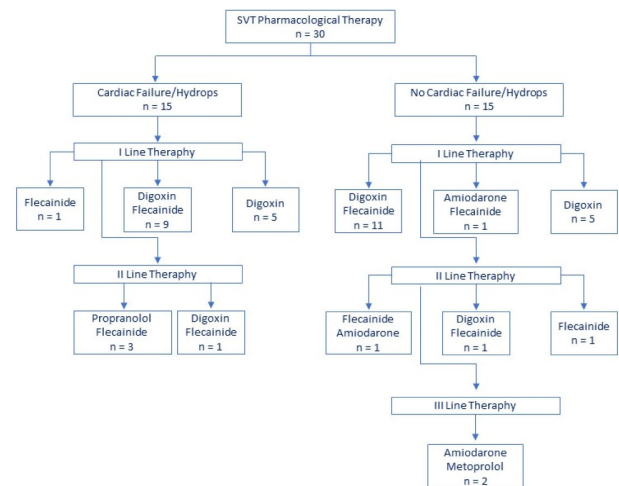 SVT Pharmacological Therapy
n = 30
Cardiac Failure/Hydrops
n = 15
No Cardiac Failure/Hydrops
n = 15
I Line Theraphy
I Line Theraphy
Flecainide
n = 1
Digoxin
Flecainide
n = 9
Digoxin
n = 5
Digoxin
Flecainide
n = 11
Amiodarone
Flecainide
n = 1
Digoxin
n = 5
II Line Theraphy
II Line Theraphy
Propranolol
Flecainide
n = 3
Digoxin
Flecainide
n = 1
Flecainide
Amiodarone
n = 1
Digoxin
Flecainide
n = 1
Flecainide
n = 1
III Line Theraphy
Amiodarone
Metoprolol
n = 2